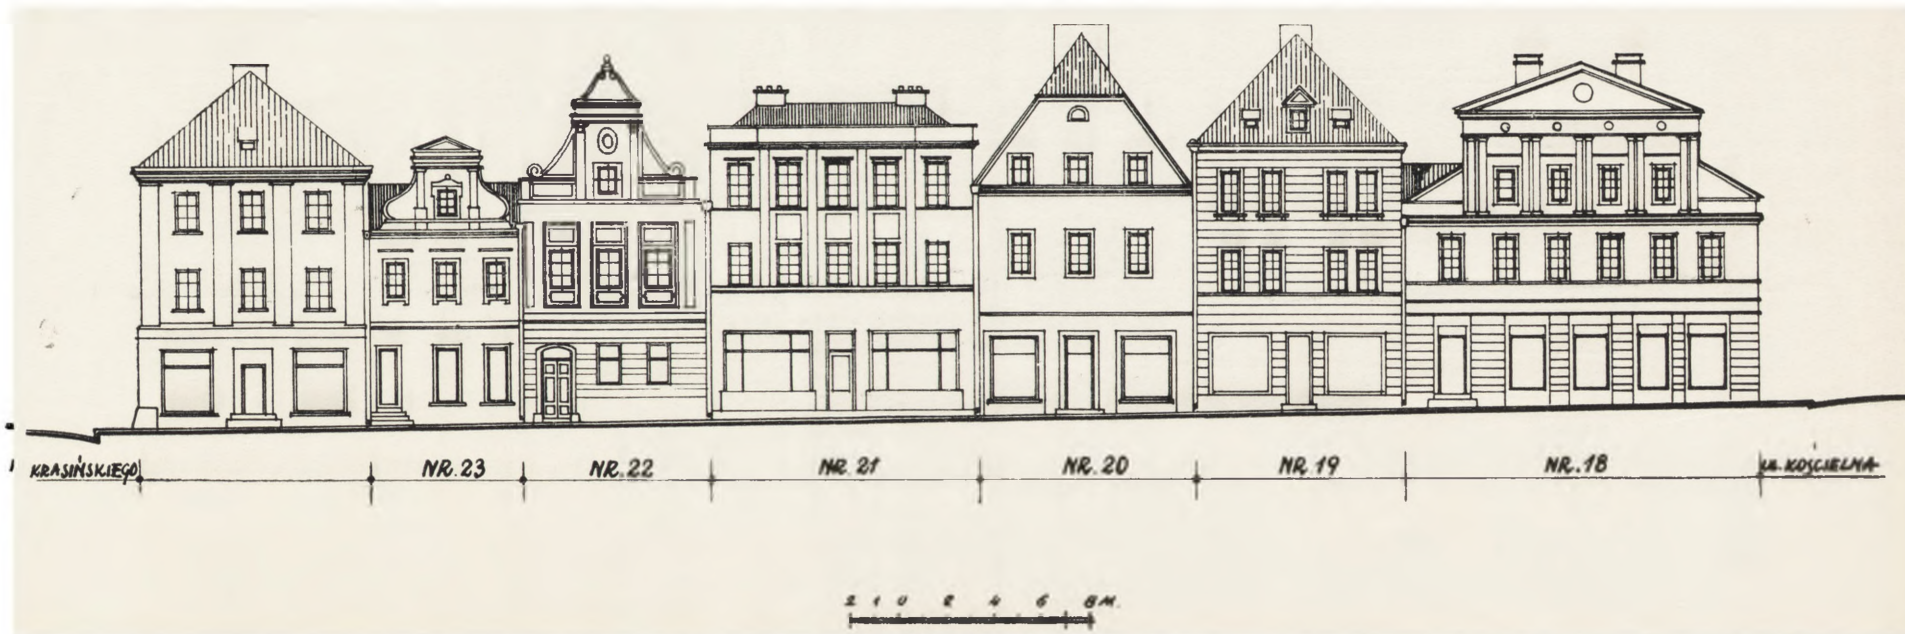 KRASIŃSKIEGO NR. 23 NR. 22 NR. 21 NR. 20 NR. 19 NR. 18 UL. KOŚCIELNA
2 1 0 2 4 6 8 M.